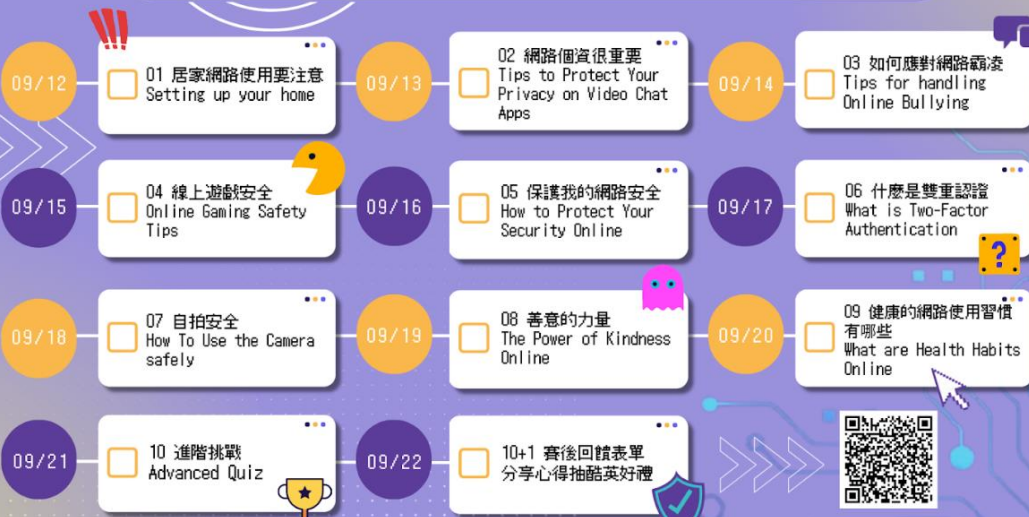 09/12
01 居家網路使用要注意
Setting up your home
09/13
02 網路個資很重要
Tips to Protect Your
Privacy on Video Chat
Apps
09/14
03 如何應對網路霸凌
Tips for handling
Online Bullying
09/15
04 線上遊戲安全
Online Gaming Safety
Tips
09/16
05 保護我的網路安全
How to Protect Your
Security Online
09/17
06 什麼是雙重認證
What is Two-Factor
Authentication
?
09/18
07 自拍安全
How To Use the Camera
safely
09/19
08 善意的力量
The Power of Kindness
Online
09/20
09 健康的網路使用習慣
有哪些
What are Health Habits
Online
09/21
10 進階挑戰
Advanced Quiz
09/22
10+1 賽後回饋表單
分享心得抽酷英好禮